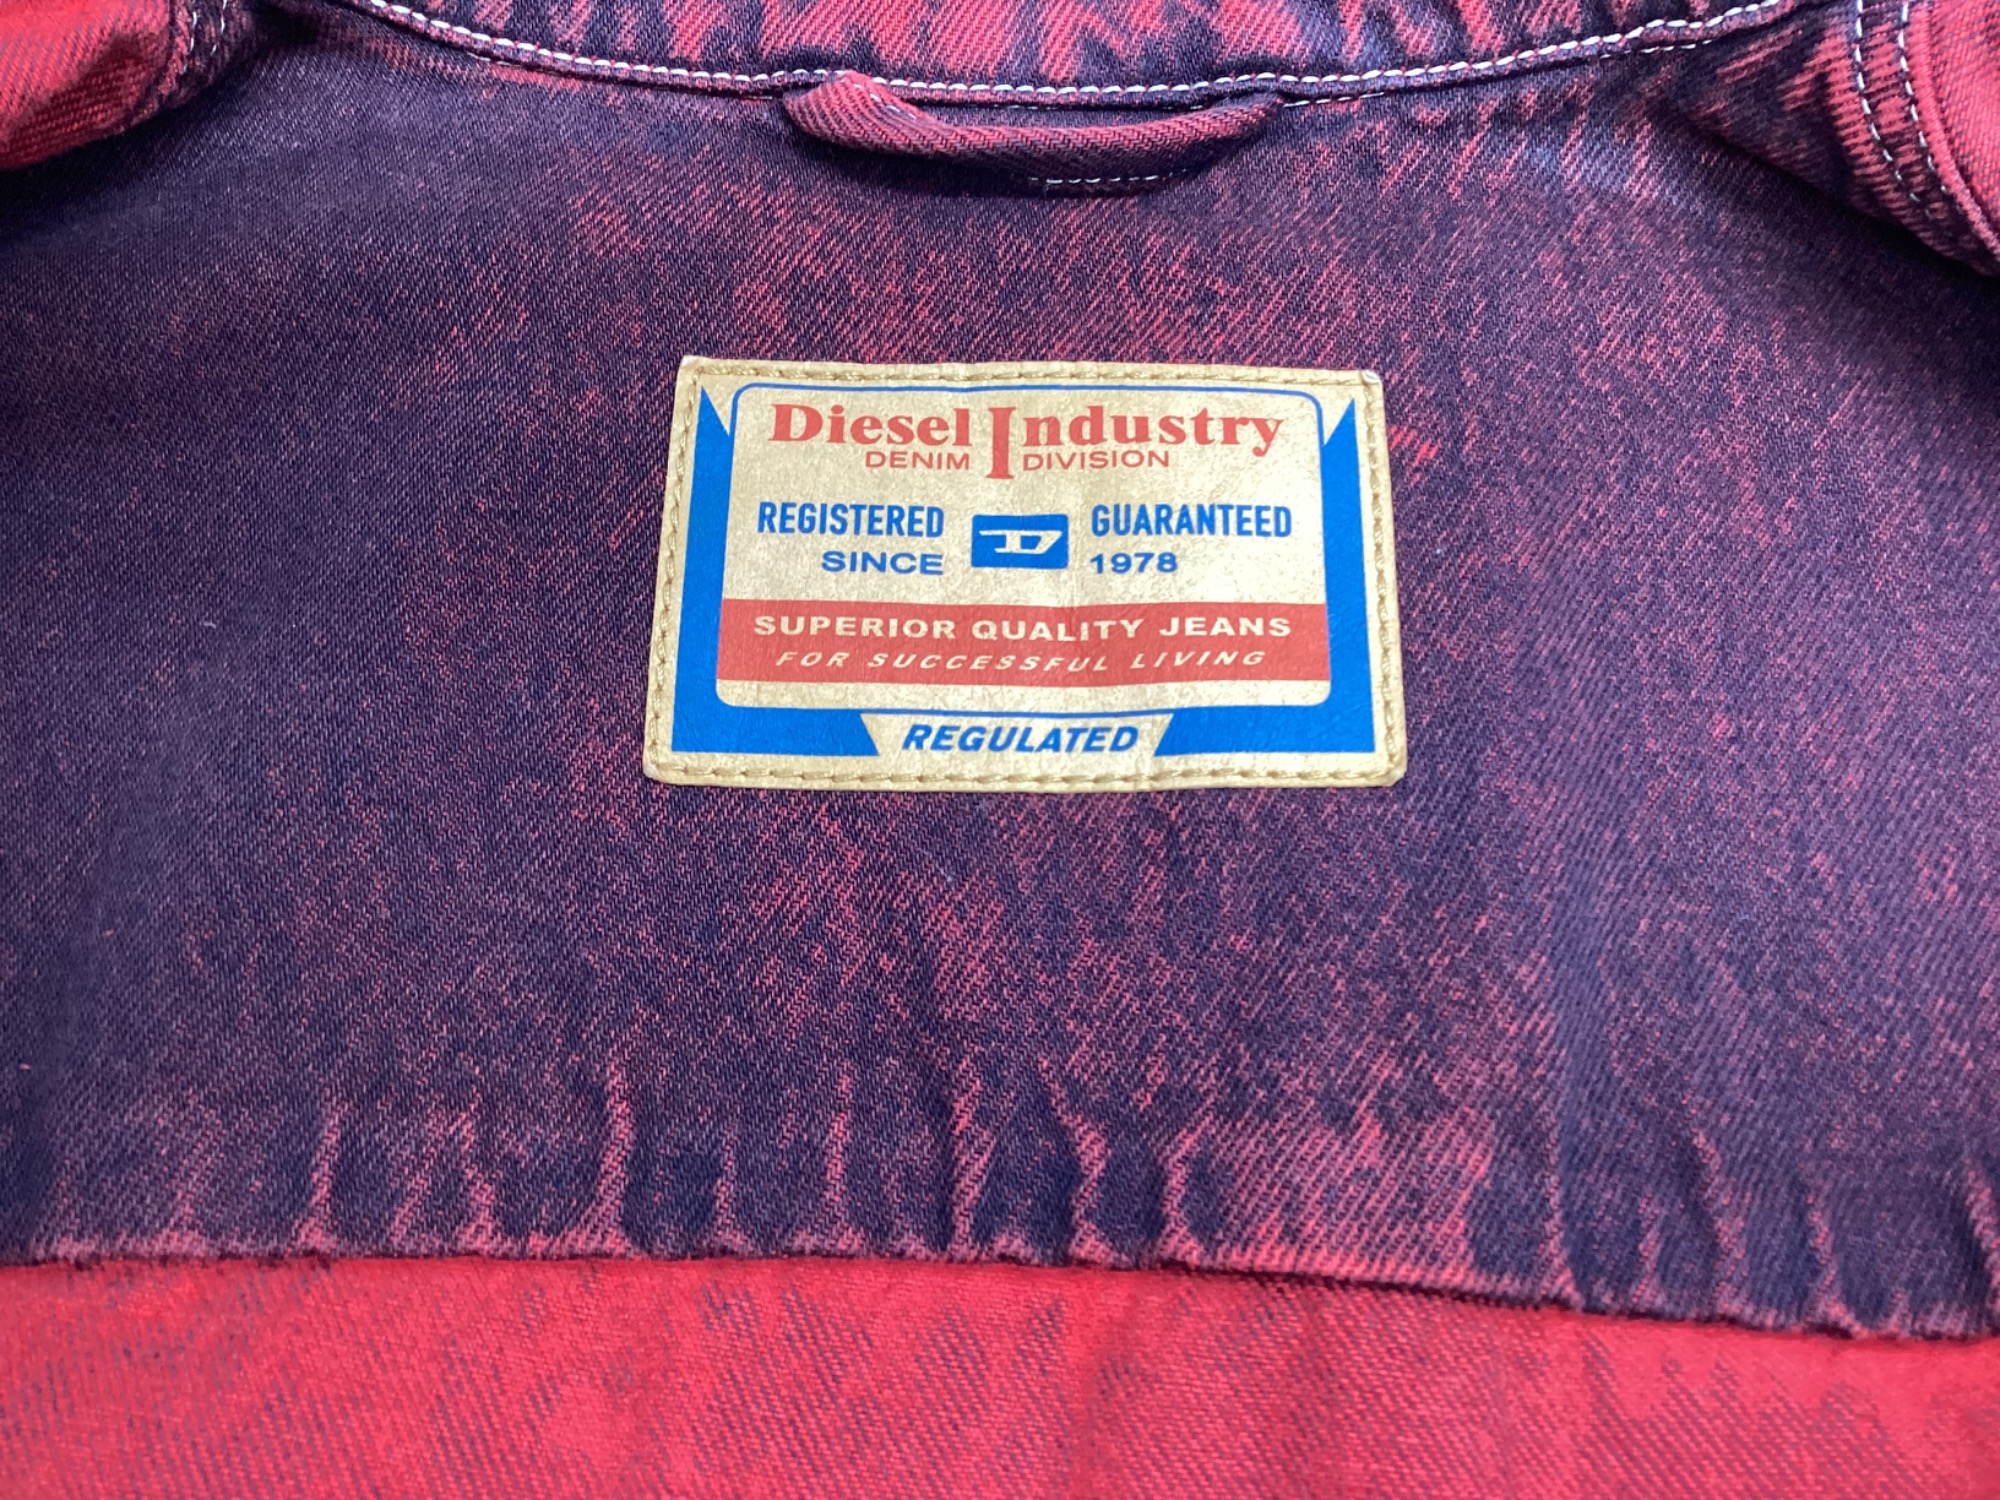 Diesel Industry
DENIM DIVISION
REGISTERED D GUARANTEED
SINCE 1978
SUPERIOR QUALITY JEANS
FOR SUCCESSFUL LIVING
REGULATED